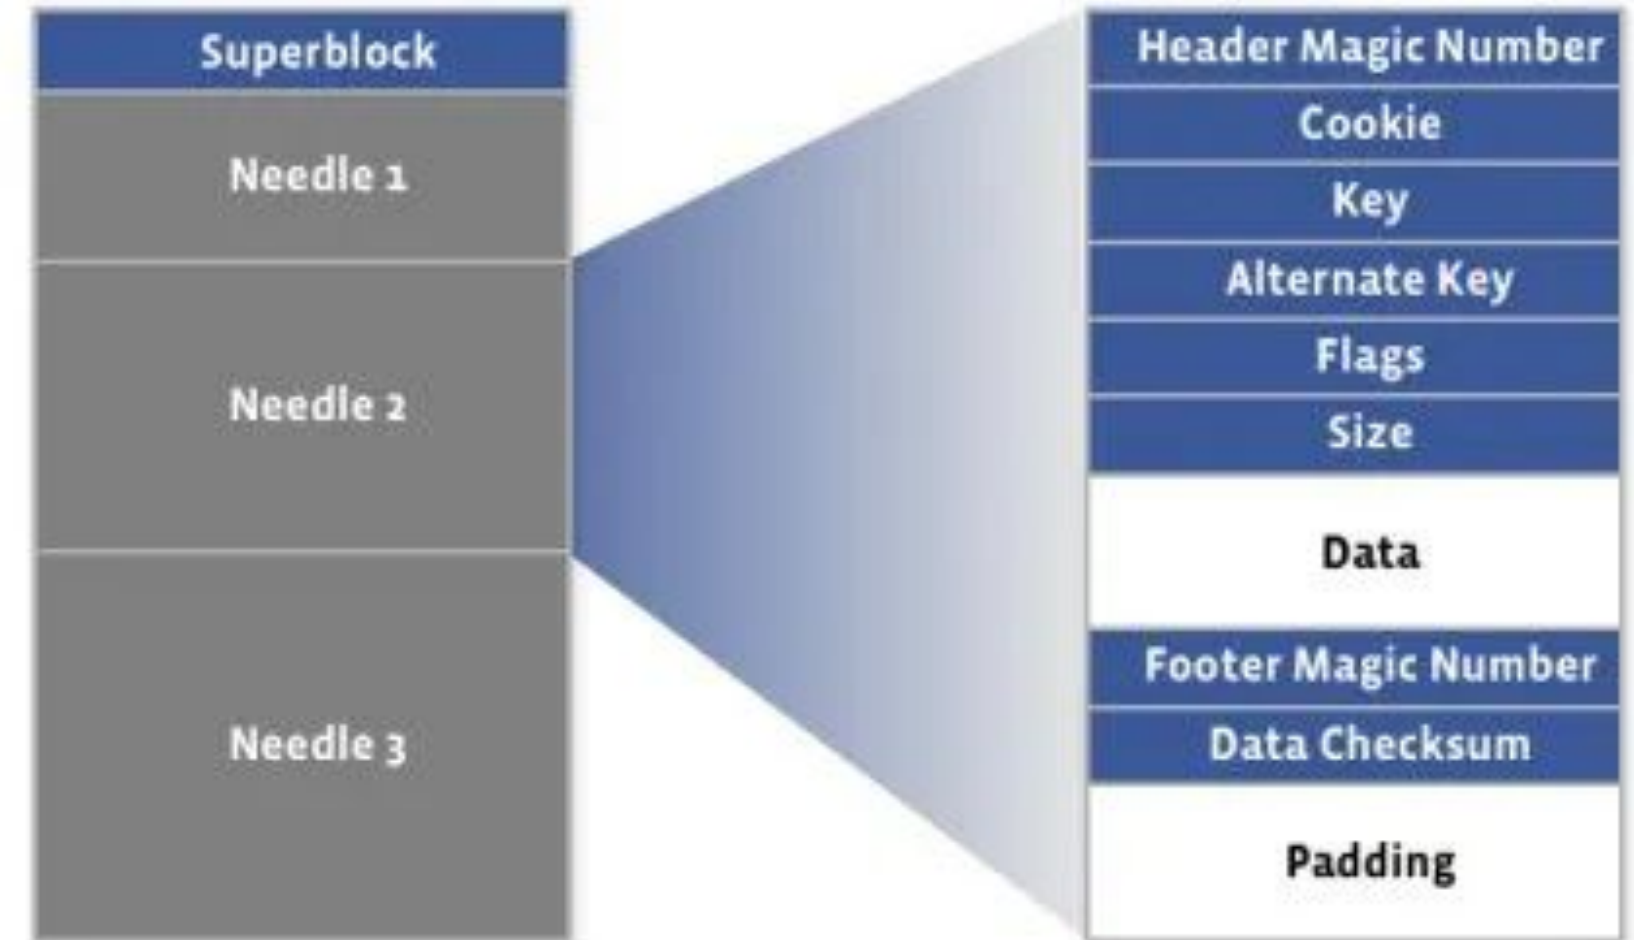 Superblock
Needle 1
Needle 2
Needle 3
Header Magic Number
Cookie
Key
Alternate Key
Flags
Size
Data
Footer Magic Number
Data Checksum
Padding